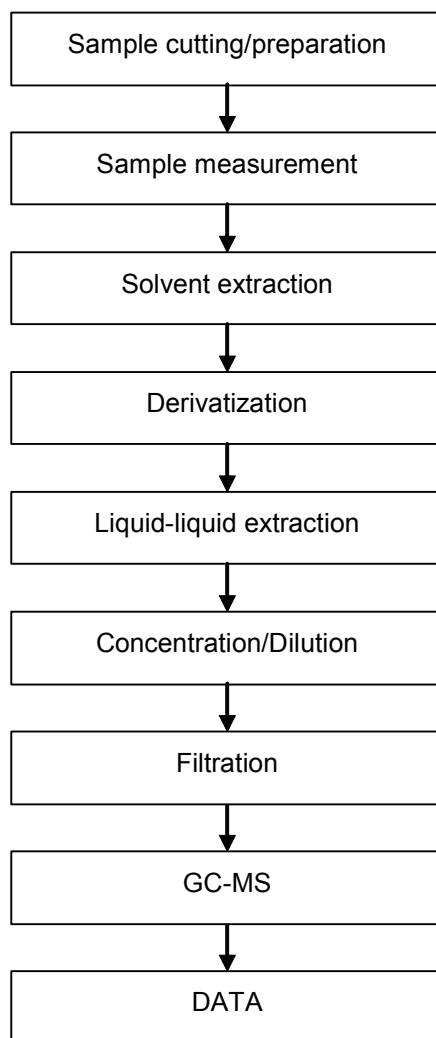 Sample cutting/preparation
Sample measurement
Solvent extraction
Derivatization
Liquid-liquid extraction
Concentration/Dilution
Filtration
GC-MS
DATA